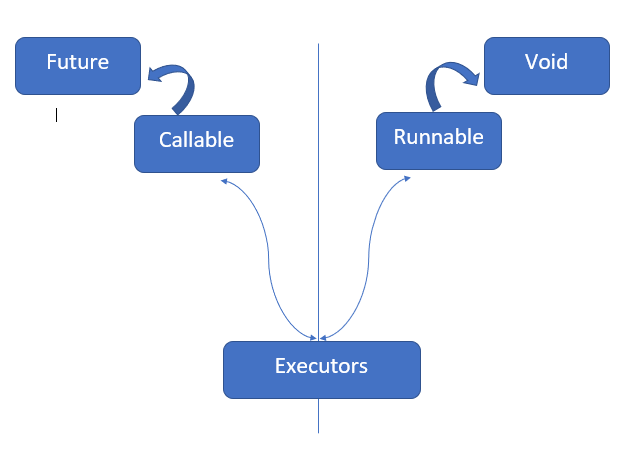 Future
Void
Callable
Runnable
Executors